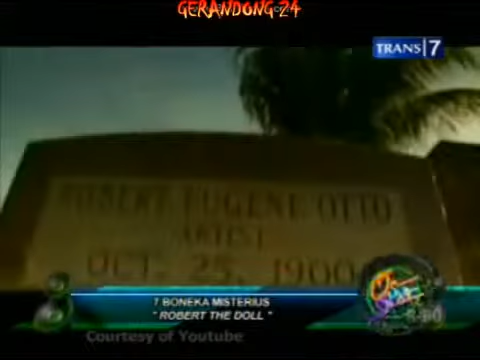 GERANDONG 24
TRANS|7
ROBERT EUGENE OTTO
ARTIST
OCT. 25, 1900
7 BONEKA MISTERIUS
" ROBERT THE DOLL "
Courtesy of Youtube